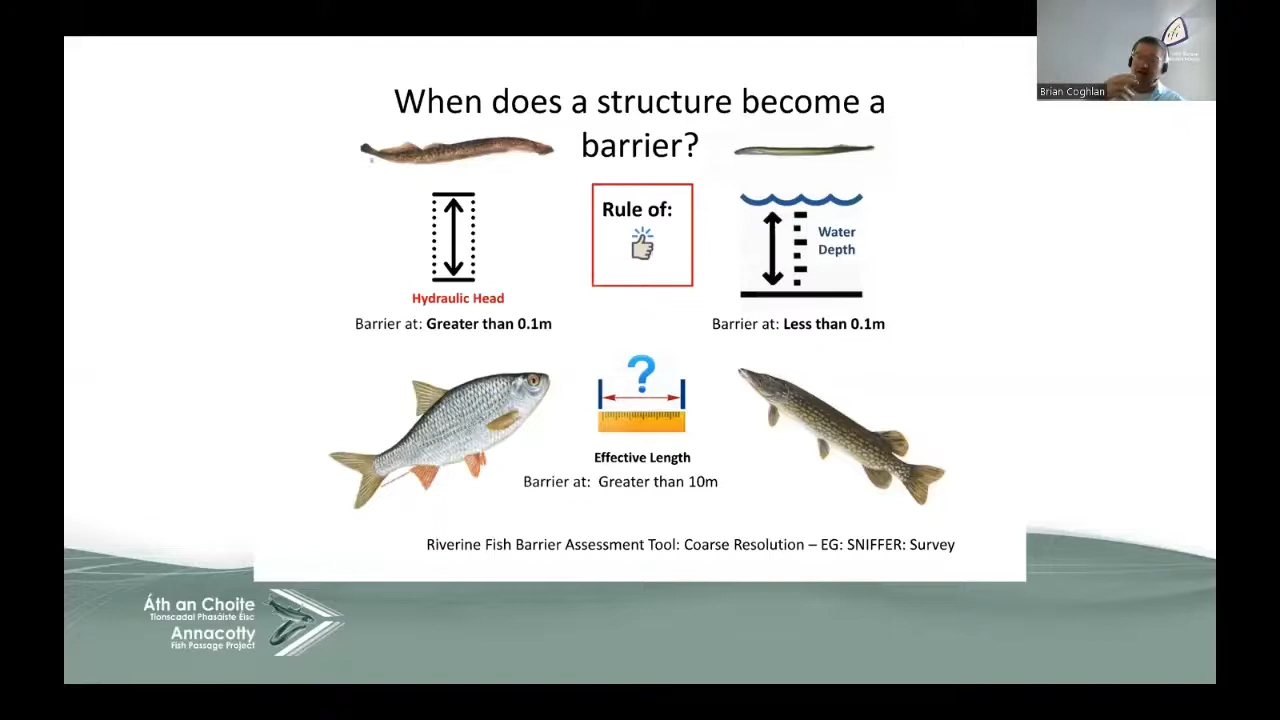 When does a structure become a
barrier?
Rule of:
Water
Depth
Hydraulic Head
Barrier at: Greater than 0.1m
Barrier at: Less than 0.1m
?
Effective Length
Barrier at: Greater than 10m
Riverine Fish Barrier Assessment Tool: Coarse Resolution – EG: SNIFFER: Survey
Áth an Choite
Tionscadal Phasáiste Éisc
Annacotty
Fish Passage Project
Brian Coghlan